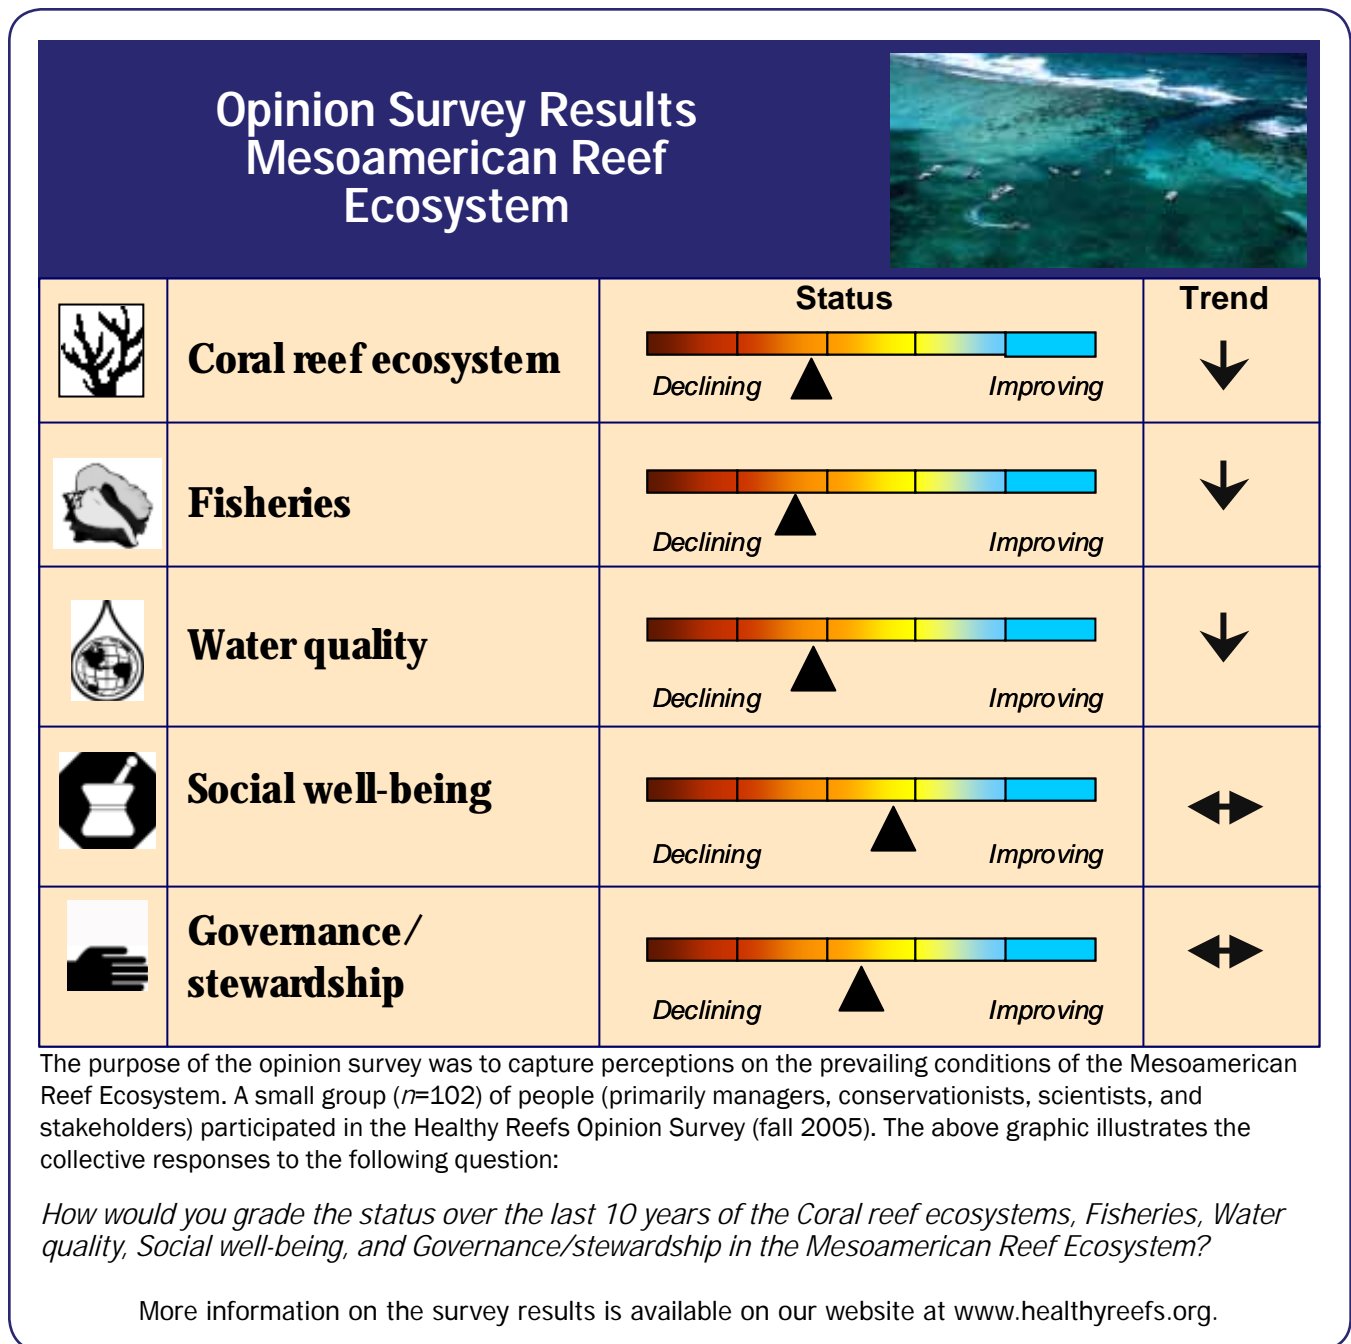 Opinion Survey Results
Mesoamerican Reef
Ecosystem
Status
Trend
Coral reef ecosystem
Declining
Improving
Fisheries
Declining
Improving
Water quality
Declining
Improving
Social well-being
Declining
Improving
Governance/
stewardship
Declining
Improving
The purpose of the opinion survey was to capture perceptions on the prevailing conditions of the Mesoamerican
Reef Ecosystem. A small group (n=102) of people (primarily managers, conservationists, scientists, and
stakeholders) participated in the Healthy Reefs Opinion Survey (fall 2005). The above graphic illustrates the
collective responses to the following question:
How would you grade the status over the last 10 years of the Coral reef ecosystems, Fisheries, Water
quality, Social well-being, and Governance/stewardship in the Mesoamerican Reef Ecosystem?
More information on the survey results is available on our website at www.healthyreefs.org.